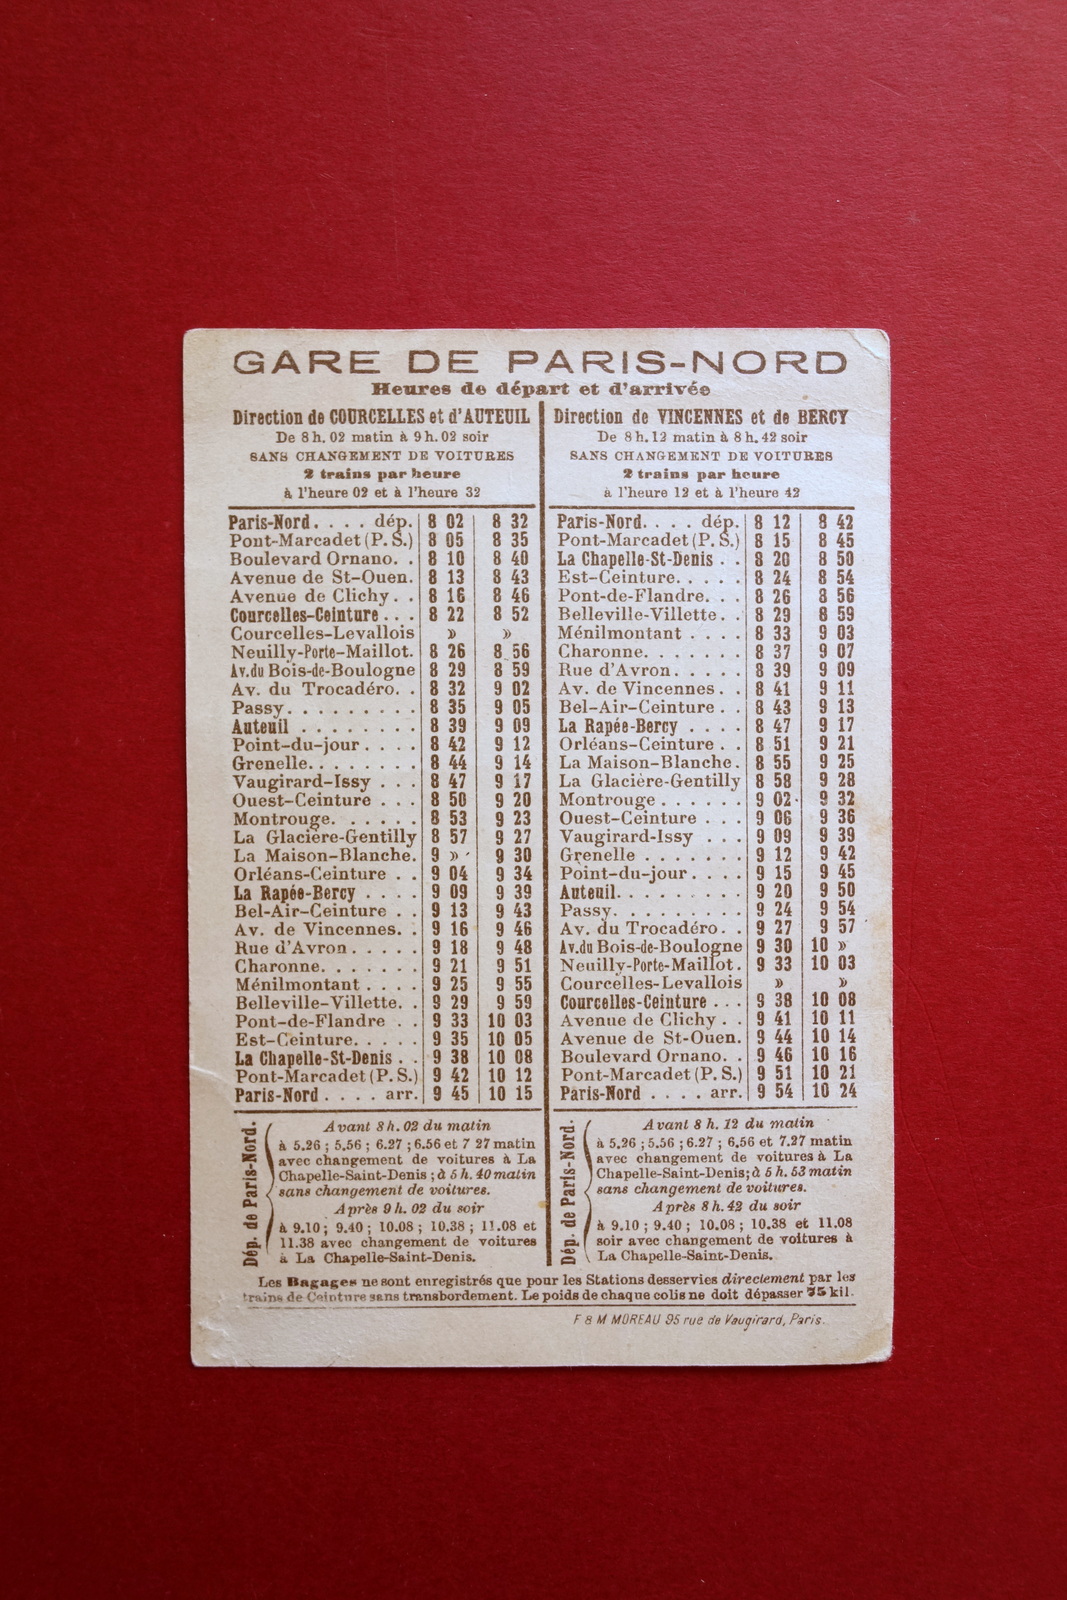 GARE DE PARIS-NORD
Heures de départ et d'arrivée
Direction de COURCELLES et d'AUTEUIL
De 8 h. 02 matin à 9 h. 02 soir
SANS CHANGEMENT DE VOITURES
2 trains par heure
à l'heure 02 et à l'heure 32
Paris-Nord. . . . dép. 8 02 8 32
Pont-Marcadet (P. S.) 8 05 8 35
Boulevard Ornano. . 8 10 8 40
Avenue de St-Ouen. 8 13 8 43
Avenue de Clichy. . 8 16 8 46
Courcelles-Ceinture . . . 8 22 8 52
Courcelles-Levallois » »
Neuilly-Porte-Maillot. 8 26 8 56
Av. du Bois-de-Boulogne 8 29 8 59
Av. du Trocadéro. . 8 32 9 02
Passy. . . . . . . . . 8 35 9 05
Auteuil . . . . . . . . 8 39 9 09
Point-du-jour . . . . 8 42 9 12
Grenelle. . . . . . . . 8 44 9 14
Vaugirard-Issy . . . 8 47 9 17
Ouest-Ceinture . . . 8 50 9 20
Montrouge. . . . . . 8 53 9 23
La Glacière-Gentilly 8 57 9 27
La Maison-Blanche. 9 » 9 30
Orléans-Ceinture . . 9 04 9 34
La Rapée-Bercy . . . . 9 09 9 39
Bel-Air-Ceinture . . 9 13 9 43
Av. de Vincennes. . 9 16 9 46
Rue d'Avron . . . . . 9 18 9 48
Charonne. . . . . . . 9 21 9 51
Ménilmontant . . . . 9 25 9 55
Belleville-Villette. . 9 29 9 59
Pont-de-Flandre . . 9 33 10 03
Est-Ceinture. . . . . 9 35 10 05
La Chapelle-St-Denis . . 9 38 10 08
Pont-Marcadet (P. S.) 9 42 10 12
Paris-Nord . . . . arr. 9 45 10 15
Dép. de Paris-Nord.
Avant 8 h. 02 du matin
à 5.26 ; 5.56 ; 6.27 ; 6.56 et 7 27 matin
avec changement de voitures à La
Chapelle-Saint-Denis ; à 5 h. 40 matin
sans changement de voitures.
Après 9 h. 02 du soir
à 9.10 ; 9.40 ; 10.08 ; 10.38 ; 11.08 et
11.38 avec changement de voitures
à La Chapelle-Saint-Denis.
Direction de VINCENNES et de BERCY
De 8 h. 12 matin à 8 h. 42 soir
SANS CHANGEMENT DE VOITURES
2 trains par heure
à l'heure 12 et à l'heure 42
Paris-Nord. . . . dép. 8 12 8 42
Pont-Marcadet (P. S.) 8 15 8 45
La Chapelle-St-Denis . . 8 20 8 50
Est-Ceinture. . . . . 8 24 8 54
Pont-de-Flandre. . . 8 26 8 56
Belleville-Villette . . 8 29 8 59
Ménilmontant . . . . 8 33 9 03
Charonne. . . . . . . 8 37 9 07
Rue d'Avron. . . . . 8 39 9 09
Av. de Vincennes. . 8 41 9 11
Bel-Air-Ceinture . . 8 43 9 13
La Rapée-Bercy . . . . 8 47 9 17
Orléans-Ceinture . . 8 51 9 21
La Maison-Blanche. 8 55 9 25
La Glacière-Gentilly 8 58 9 28
Montrouge . . . . . . 9 02 9 32
Ouest-Ceinture . . . 9 06 9 36
Vaugirard-Issy . . . 9 09 9 39
Grenelle . . . . . . . 9 12 9 42
Point-du-jour . . . . 9 15 9 45
Auteuil. . . . . . . . . 9 20 9 50
Passy. . . . . . . . . 9 24 9 54
Av. du Trocadéro. . 9 27 9 57
Av. du Bois-de-Boulogne 9 30 10 »
Neuilly-Porte-Maillot. 9 33 10 03
Courcelles-Levallois » »
Courcelles-Ceinture . . . 9 38 10 08
Avenue de Clichy . . 9 41 10 11
Avenue de St-Ouen. 9 44 10 14
Boulevard Ornano. . 9 46 10 16
Pont-Marcadet (P. S.) 9 51 10 21
Paris-Nord . . . . arr. 9 54 10 24
Dép. de Paris-Nord.
Avant 8 h. 12 du matin
à 5.26 ; 5.56 ; 6.27 ; 6.56 et 7.27 matin
avec changement de voitures à La
Chapelle-Saint-Denis ; à 5 h. 53 matin
sans changement de voitures.
Après 8 h. 42 du soir
à 9.10 ; 9.40 ; 10.08 ; 10.38 et 11.08
soir avec changement de voitures à
La Chapelle-Saint-Denis.
Les Bagages ne sont enregistrés que pour les Stations desservies directement par les
trains de Ceinture sans transbordement. Le poids de chaque colis ne doit dépasser 75 kil.
F & M MOREAU 95 rue de Vaugirard, Paris.